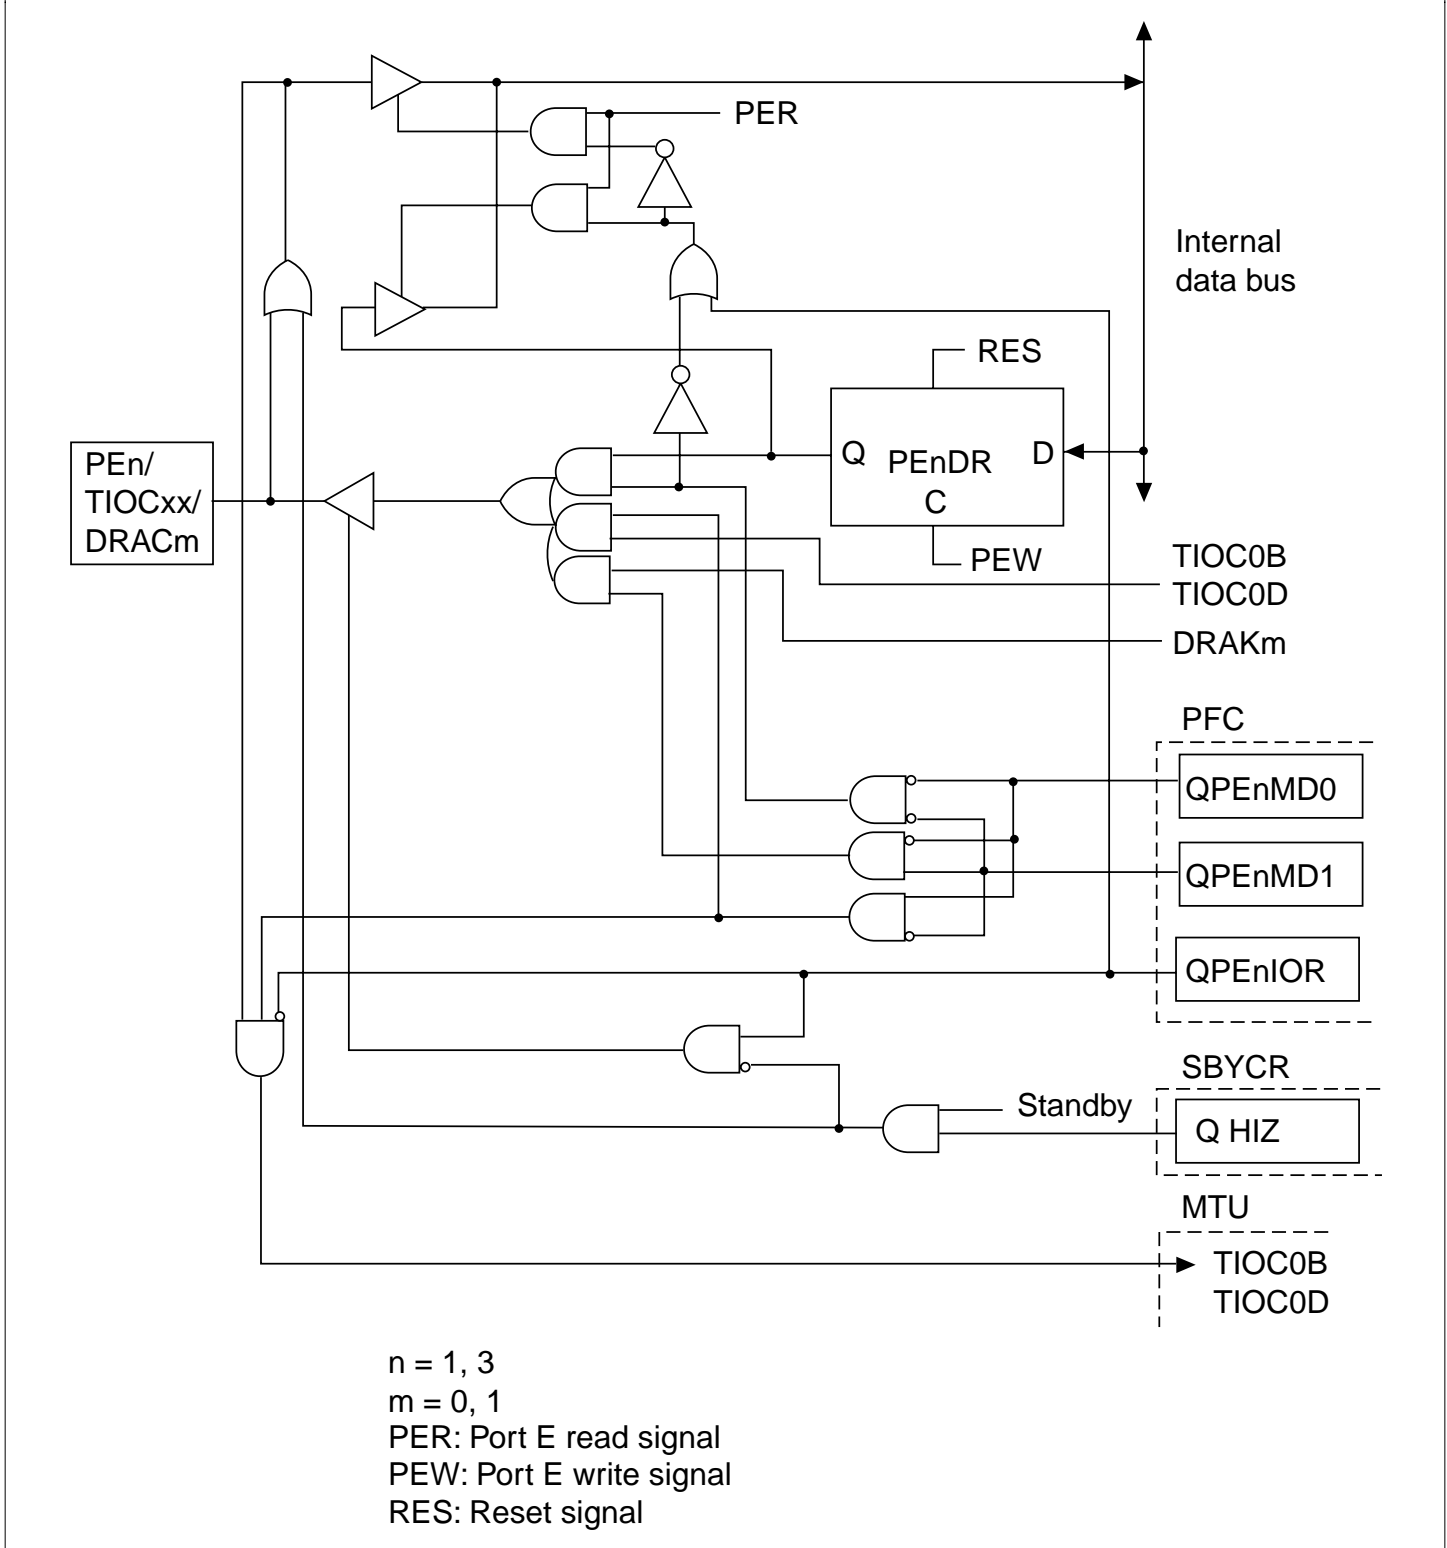 PER
Internal
data bus
RES
PEn/
TIOCxx/
DRACm
Q PEnDR D
C
PEW
TIOC0B
TIOC0D
DRAKm
PFC
QPEnMD0
QPEnMD1
QPEnIOR
SBYCR
Standby
Q HIZ
MTU
TIOC0B
TIOC0D
n = 1, 3
m = 0, 1
PER: Port E read signal
PEW: Port E write signal
RES: Reset signal